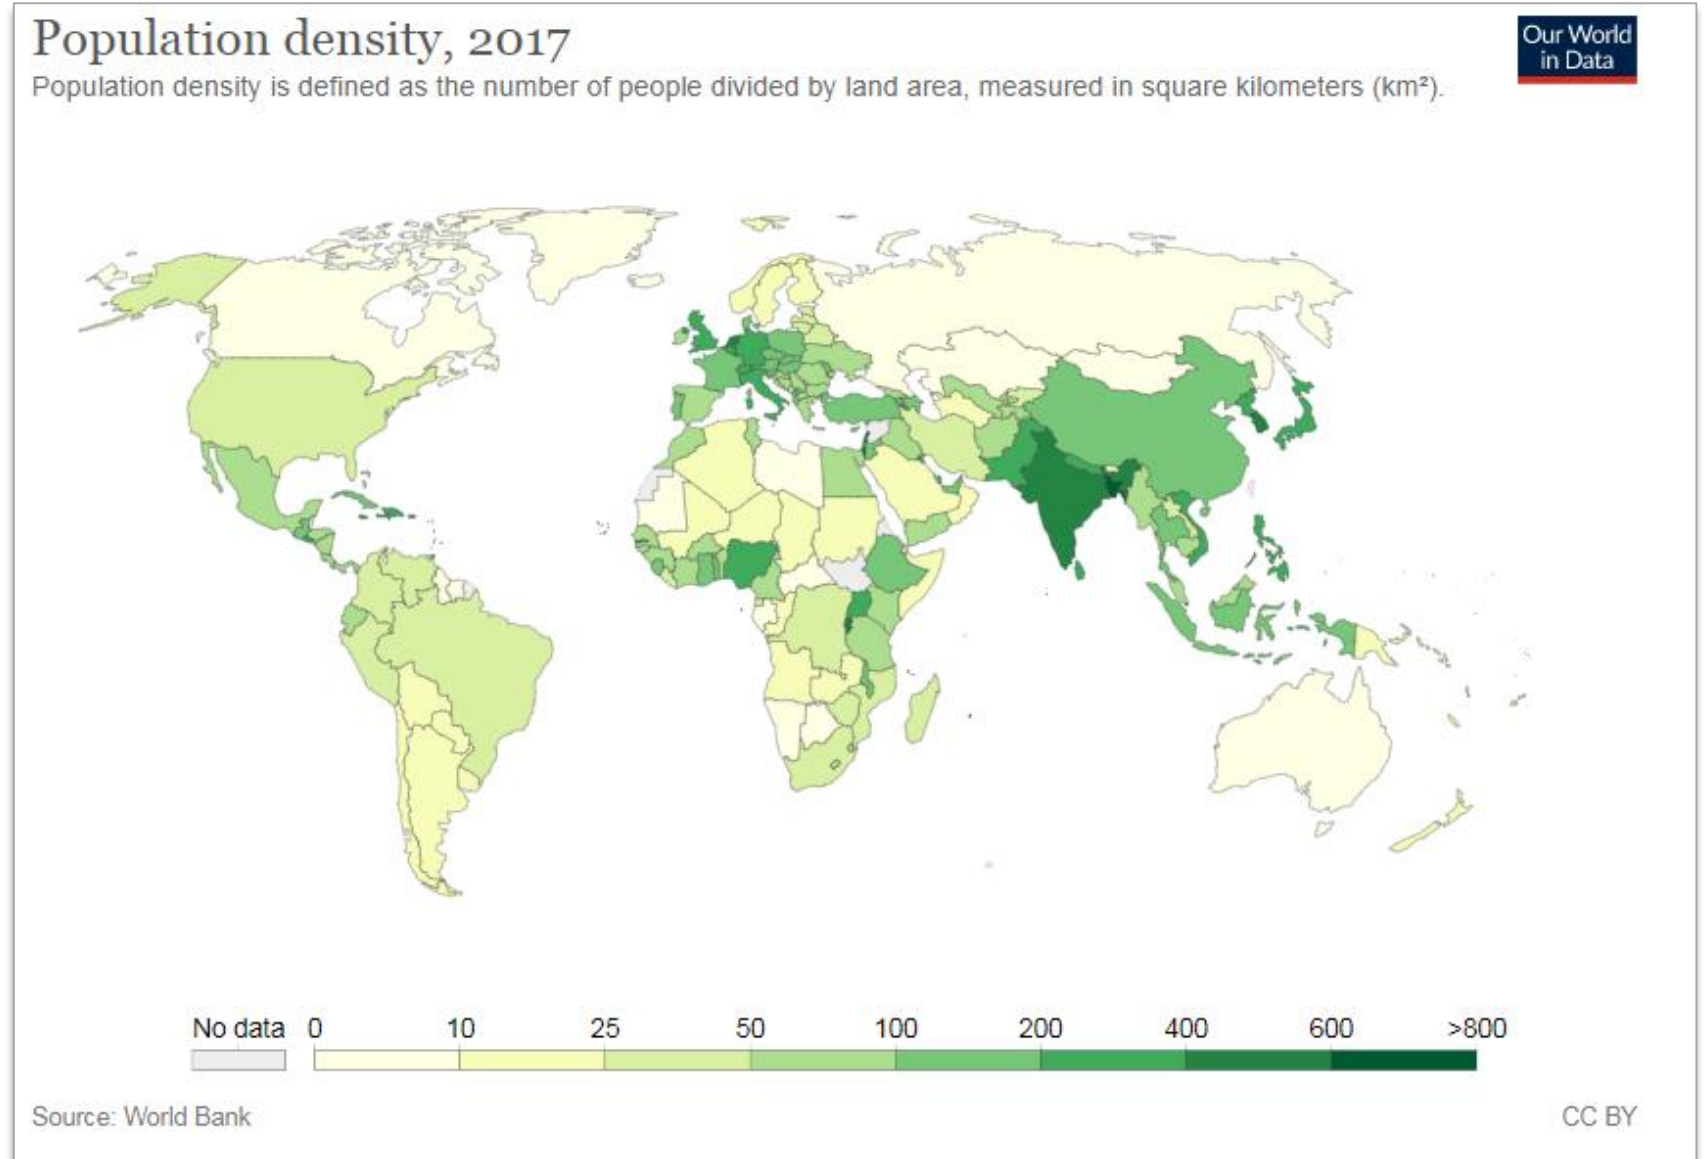 Population density, 2017
Our World
in Data
Population density is defined as the number of people divided by land area, measured in square kilometers (km²).
No data 0 10 25 50 100 200 400 600 >800
Source: World Bank
CC BY